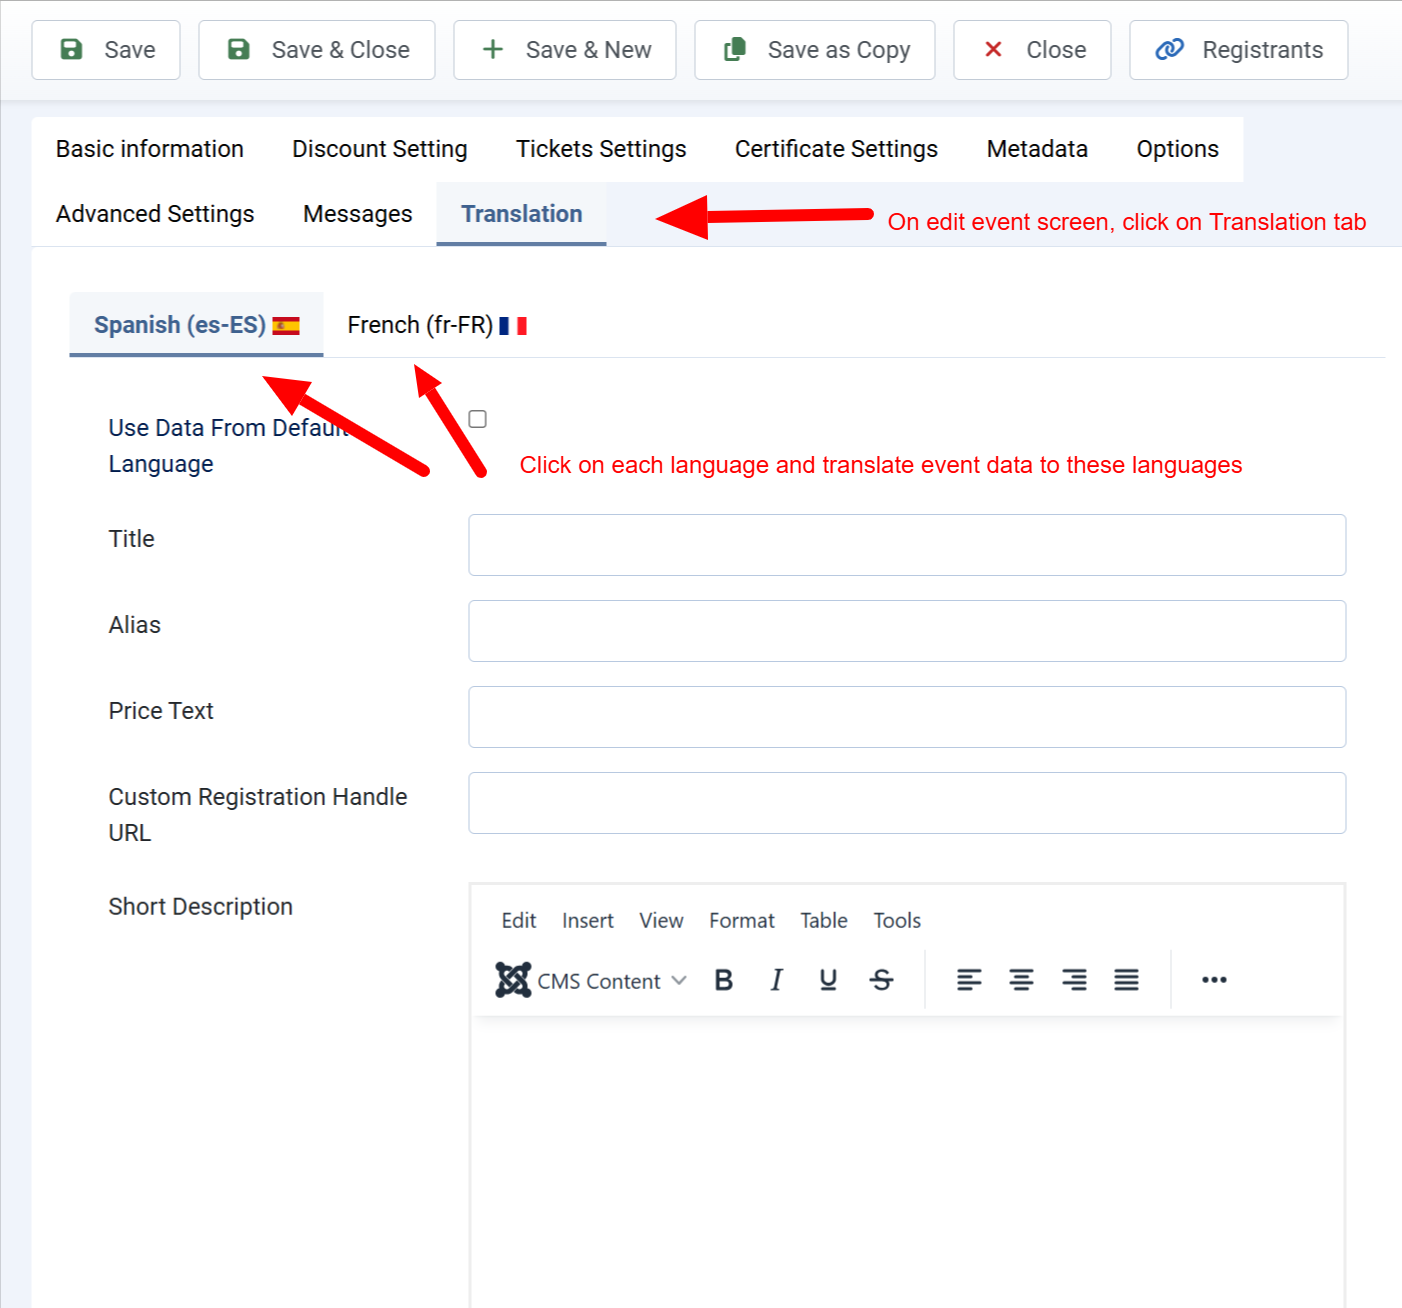 Save
Save & Close
Save & New
Save as Copy
Close
Registrants
Basic information
Discount Setting
Tickets Settings
Certificate Settings
Metadata
Options
Advanced Settings
Messages
Translation
On edit event screen, click on Translation tab
Spanish (es-ES)
French (fr-FR)
Use Data From Default
Language
Click on each language and translate event data to these languages
Title
Alias
Price Text
Custom Registration Handle
URL
Short Description
Edit
Insert
View
Format
Table
Tools
CMS Content
B
I
U
S